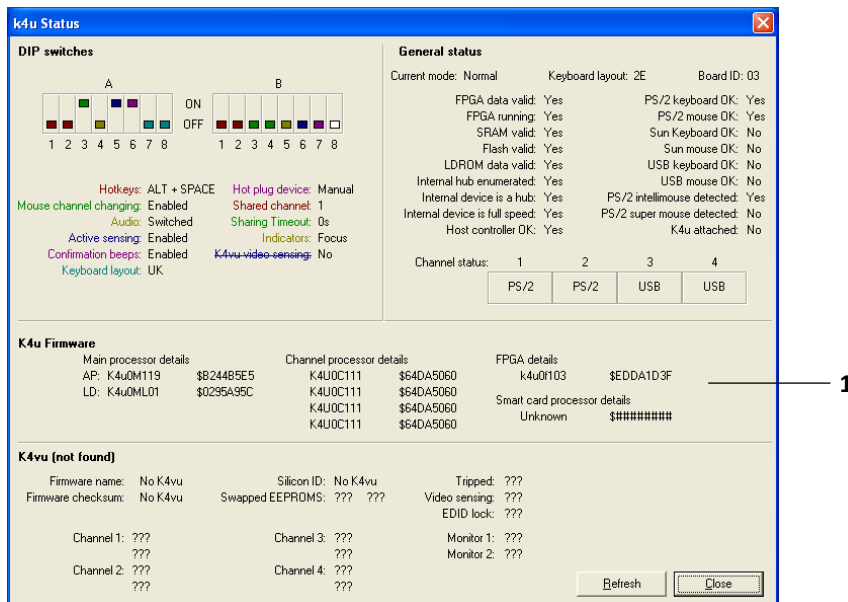 k4u Status
DIP switches
A B
ON
OFF
1 2 3 4 5 6 7 8 1 2 3 4 5 6 7 8
Hotkeys: ALT + SPACE Hot plug device: Manual
Mouse channel changing: Enabled Shared channel: 1
Audio: Switched Sharing Timeout: 0s
Active sensing: Enabled Indicators: Focus
Confirmation beeps: Enabled K4vu video sensing: No
Keyboard layout: UK
General status
Current mode: Normal Keyboard layout: 2E Board ID: 03
FPGA data valid: Yes PS/2 keyboard OK: Yes
FPGA running: Yes PS/2 mouse OK: Yes
SRAM valid: Yes Sun Keyboard OK: No
Flash valid: Yes Sun mouse OK: No
LDROM data valid: Yes USB keyboard OK: No
Internal hub enumerated: Yes USB mouse OK: No
Internal device is a hub: Yes PS/2 intellimouse detected: Yes
Internal device is full speed: Yes PS/2 super mouse detected: No
Host controller OK: Yes K4u attached: No
Channel status: 1 2 3 4
PS/2 PS/2 USB USB
K4u Firmware
Main processor details Channel processor details FPGA details
AP: K4u0M119 $B244B5E5 K4U0C111 $64DA5060 k4u0f103 $EDDA1D3F
LD: K4u0ML01 $0295A95C K4U0C111 $64DA5060
K4U0C111 $64DA5060 Smart card processor details
K4U0C111 $64DA5060 Unknown $########
1
K4vu (not found)
Firmware name: No K4vu Silicon ID: No K4vu Tripped: ???
Firmware checksum: No K4vu Swapped EEPROMS: ??? ??? Video sensing: ???
EDID lock: ???
Channel 1: ??? Channel 3: ??? Monitor 1: ???
??? ??? Monitor 2: ???
Channel 2: ??? Channel 4: ???
??? ???
Refresh Close